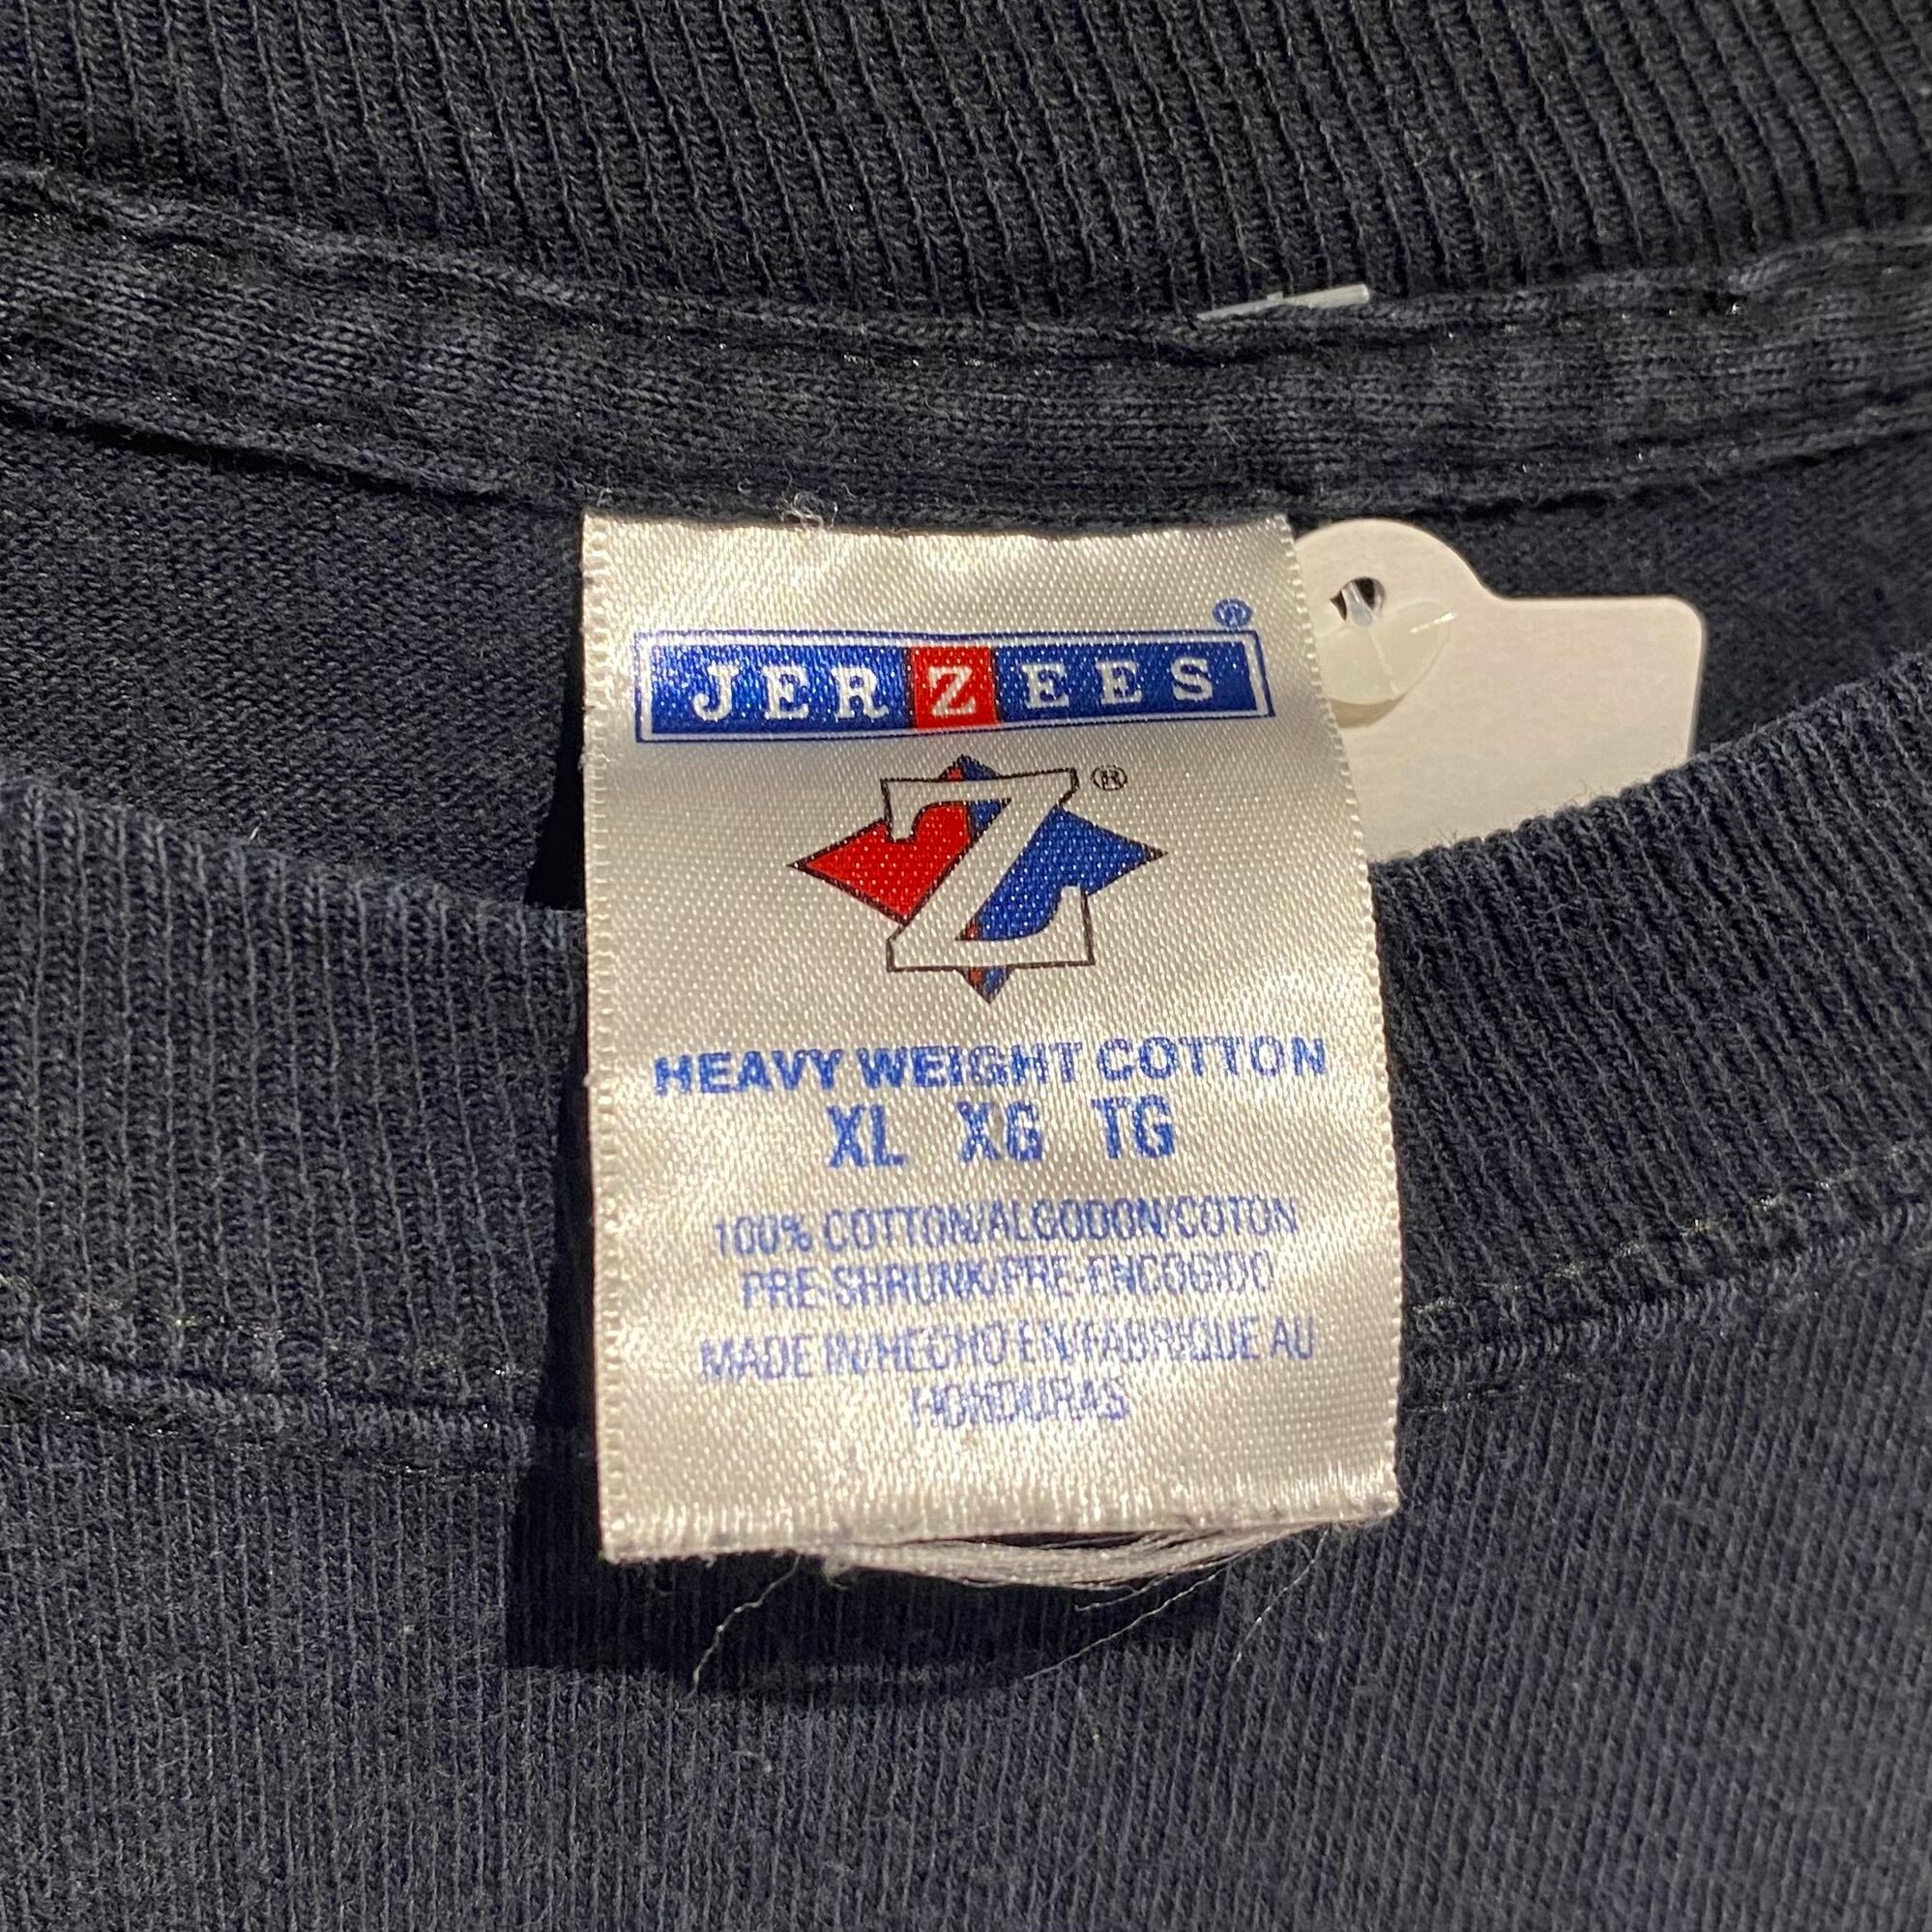 JERZEES®
Z®
HEAVY WEIGHT COTTON
XL XG TG
100% COTTON/ALGODON/COTON
PRE-SHRUNK/PRE-ENCOGIDO
MADE IN/HECHO EN/FABRIQUE AU
HONDURAS